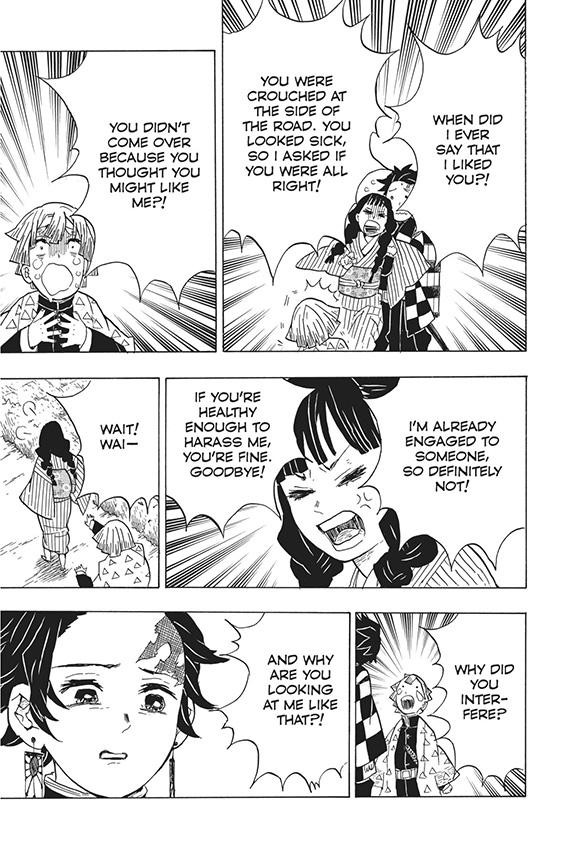 WHEN DID
I EVER
SAY THAT
I LIKED
YOU?!
YOU WERE
CROUCHED AT
THE SIDE OF
THE ROAD. YOU
LOOKED SICK,
SO I ASKED IF
YOU WERE ALL
RIGHT!
YOU DIDN'T
COME OVER
BECAUSE YOU
THOUGHT YOU
MIGHT LIKE
ME?!
I'M ALREADY
ENGAGED TO
SOMEONE,
SO DEFINITELY
NOT!
IF YOU'RE
HEALTHY
ENOUGH TO
HARASS ME,
YOU'RE FINE.
GOODBYE!
WAIT!
WAI—
WHY DID
YOU
INTER-
FERE?
AND WHY
ARE YOU
LOOKING
AT ME LIKE
THAT?!